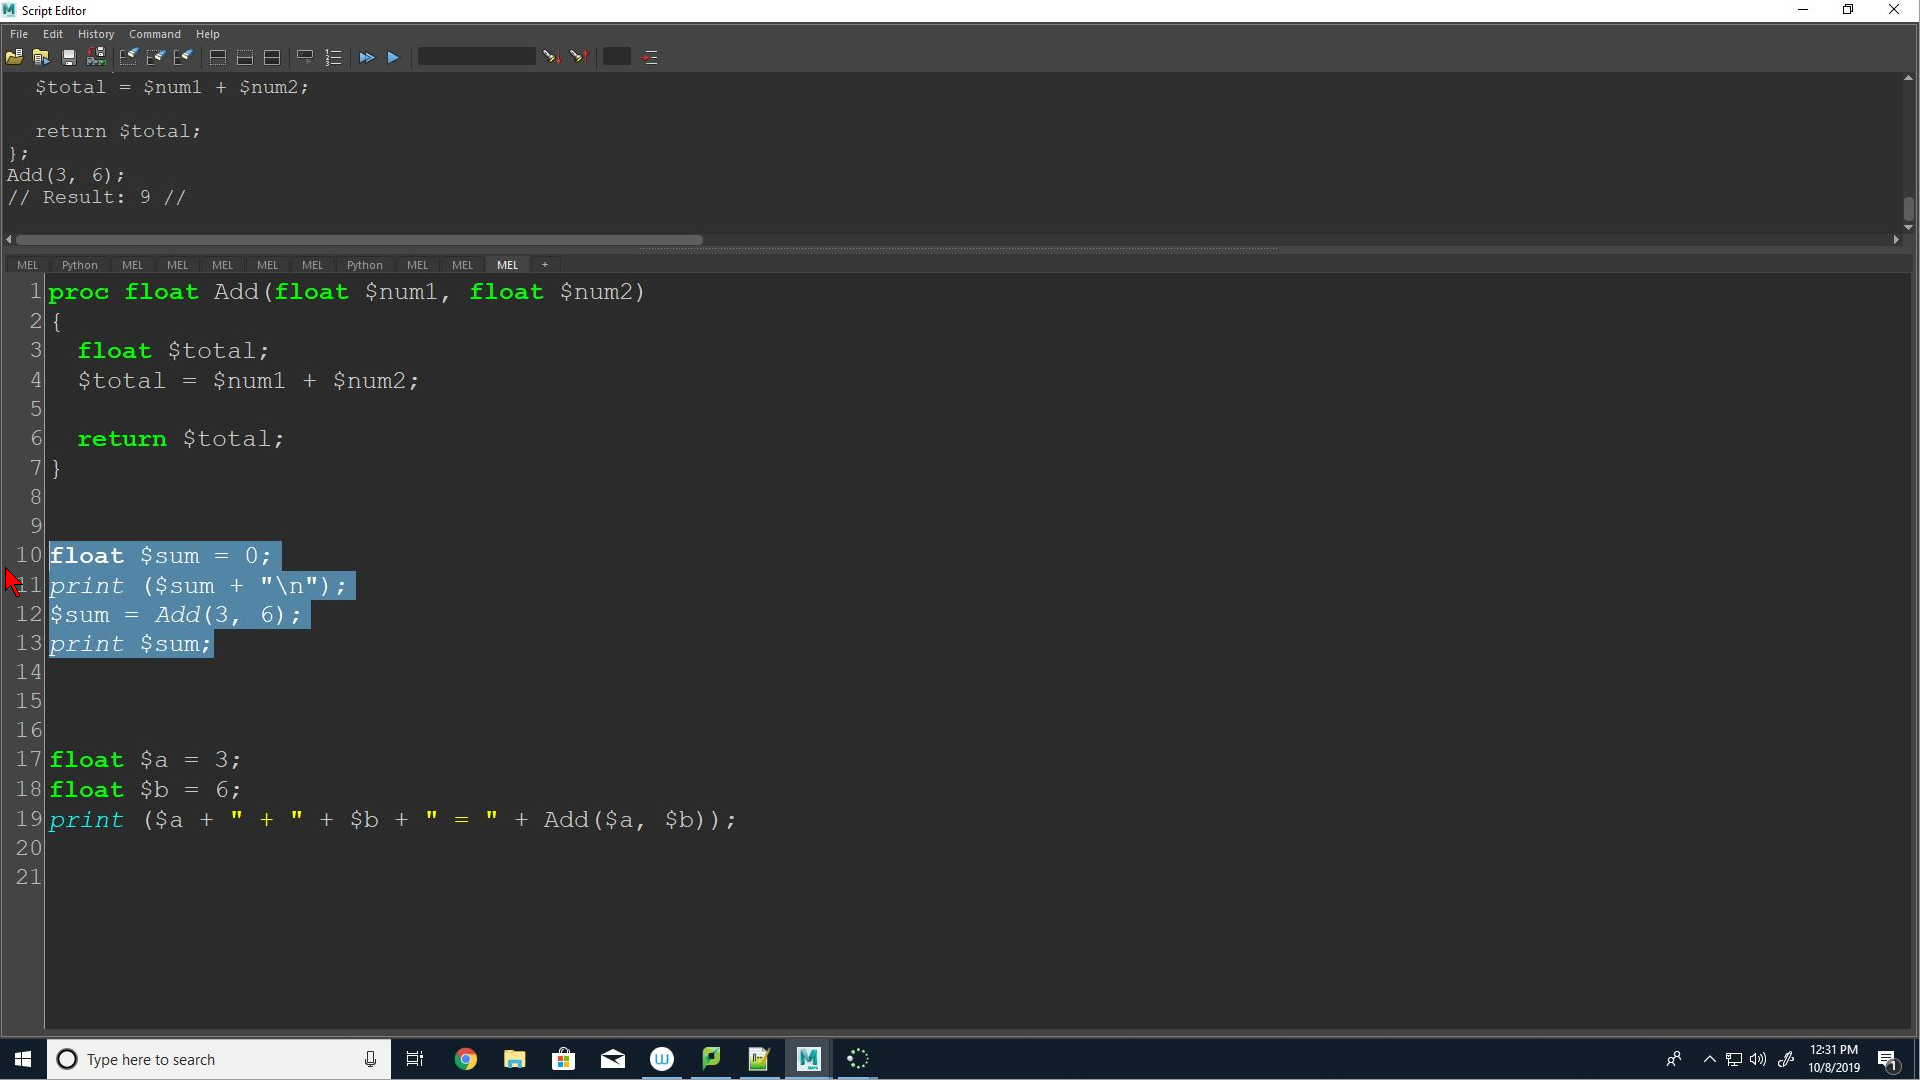 Script Editor
File Edit History Command Help
$total = $num1 + $num2;
return $total;
};
Add(3, 6);
// Result: 9 //
MEL Python MEL MEL MEL MEL MEL Python MEL MEL MEL +
1 proc float Add(float $num1, float $num2)
2 {
3 float $total;
4 $total = $num1 + $num2;
5
6 return $total;
7 }
8
9
10 float $sum = 0;
11 print ($sum + "\n");
12 $sum = Add(3, 6);
13 print $sum;
14
15
16
17 float $a = 3;
18 float $b = 6;
19 print ($a + " + " + $b + " = " + Add($a, $b));
20
21
Type here to search
12:31 PM
10/8/2019
1